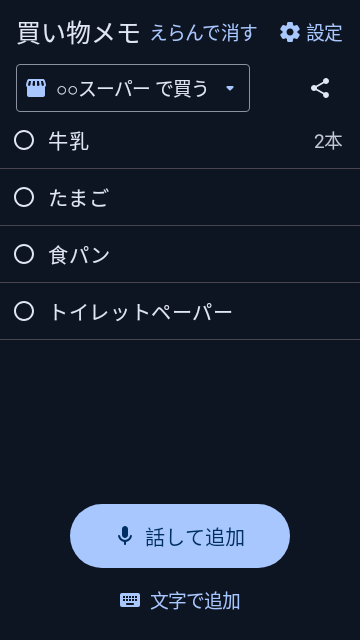 買い物メモ えらんで消す 設定
○○スーパー で買う
牛乳 2本
たまご
食パン
トイレットペーパー
話して追加
文字で追加